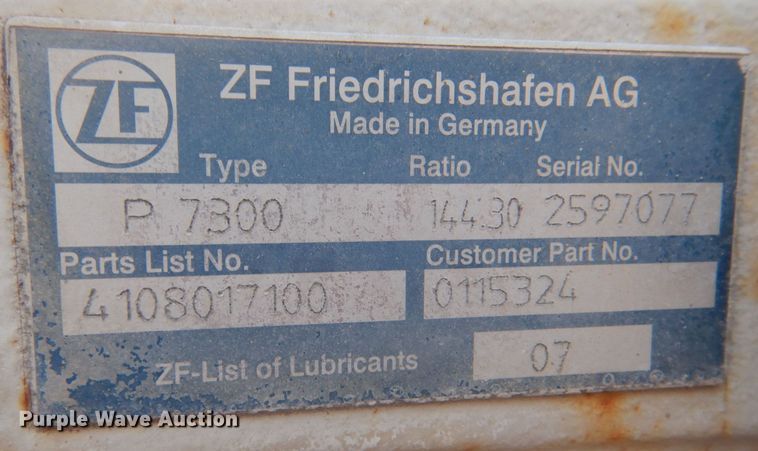 ZF
ZF Friedrichshafen AG
Made in Germany
Type Ratio Serial No.
P 7300 144.30 2597077
Parts List No. Customer Part No.
4108017100 0115324
ZF-List of Lubricants 07
Purple Wave Auction